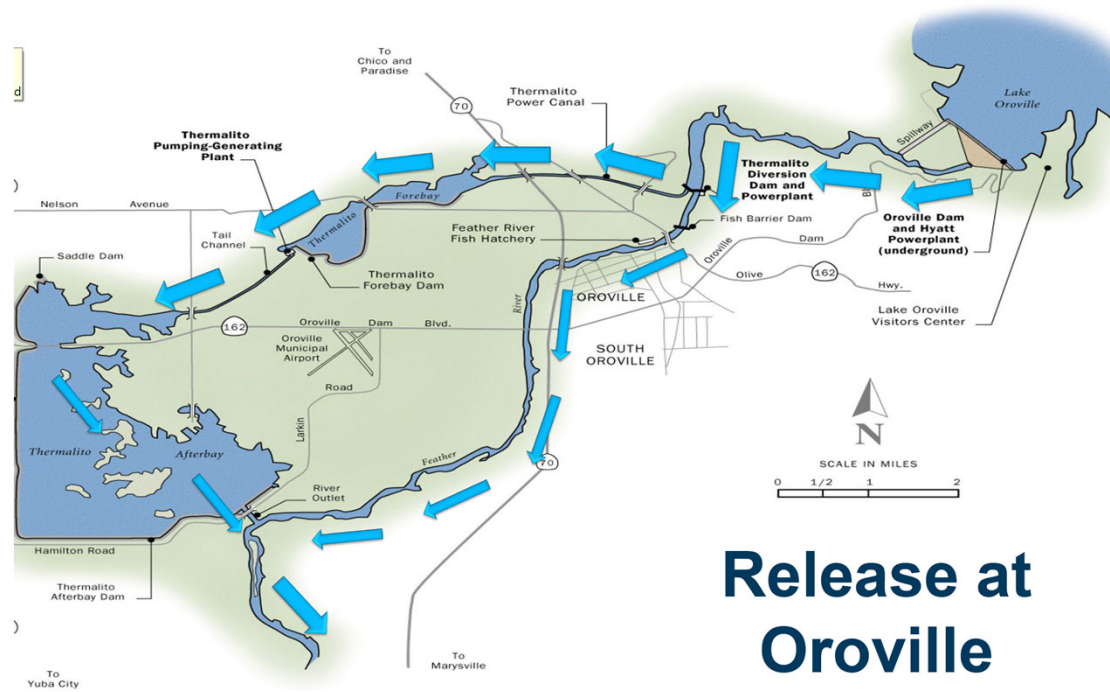 To
Chico and
Paradise
d
70
Thermalito
Power Canal
Lake
Oroville
Spillway
Thermalito
Pumping-Generating
Plant
Thermalito
Diversion
Dam and
Powerplant
Forebay
Nelson Avenue
Thermalito
Fish Barrier Dam
Oroville Dam
and Hyatt
Powerplant
(underground)
Bl
Tail
Channel
Feather River
Fish Hatchery
Oroville
Dam
Saddle Dam
Thermalito
Forebay Dam
Olive
162
Hwy.
OROVILLE
River
Lake Oroville
Visitors Center
162
Oroville Dam Blvd.
Oroville
Municipal
Airport
SOUTH
OROVILLE
Road
Larkin
N
Thermalito Afterbay
Feather
70
SCALE IN MILES
0 1/2 1 2
River
Outlet
Hamilton Road
Thermalito
Afterbay Dam
To
Marysville
To
Yuba City
Release at
Oroville